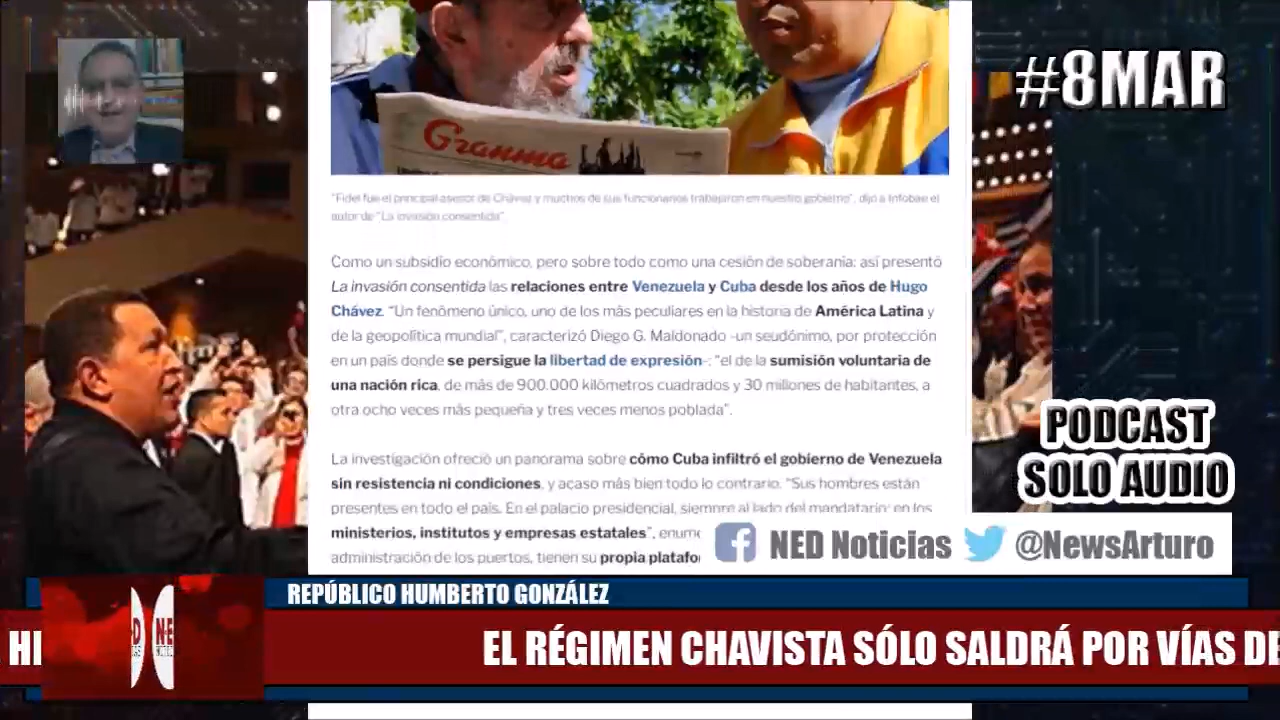 #8MAR
Granma
"Fidel fue el principal asesor de Chávez y muchos de sus funcionarios trabajaron en nuestro gobierno", dijo a Infobae el
autor de "La invasión consentida"
Como un subsidio económico, pero sobre todo como una cesión de soberanía: así presentó
La invasión consentida las relaciones entre Venezuela y Cuba desde los años de Hugo
Chávez. "Un fenómeno único, uno de los más peculiares en la historia de América Latina y
de la geopolítica mundial", caracterizó Diego G. Maldonado -un seudónimo, por protección
en un país donde se persigue la libertad de expresión-: "el de la sumisión voluntaria de
una nación rica, de más de 900.000 kilómetros cuadrados y 30 millones de habitantes, a
otra ocho veces más pequeña y tres veces menos poblada".
La investigación ofreció un panorama sobre cómo Cuba infiltró el gobierno de Venezuela
sin resistencia ni condiciones, y acaso más bien todo lo contrario. "Sus hombres están
presentes en todo el país. En el palacio presidencial, siempre al lado del mandatario; en los
ministerios, institutos y empresas estatales", enume
administración de los puertos, tienen su propia platafo
PODCAST
SOLO AUDIO
NED Noticias @NewsArturo
REPÚBLICO HUMBERTO GONZÁLEZ
HI EL RÉGIMEN CHAVISTA SÓLO SALDRÁ POR VÍAS DE